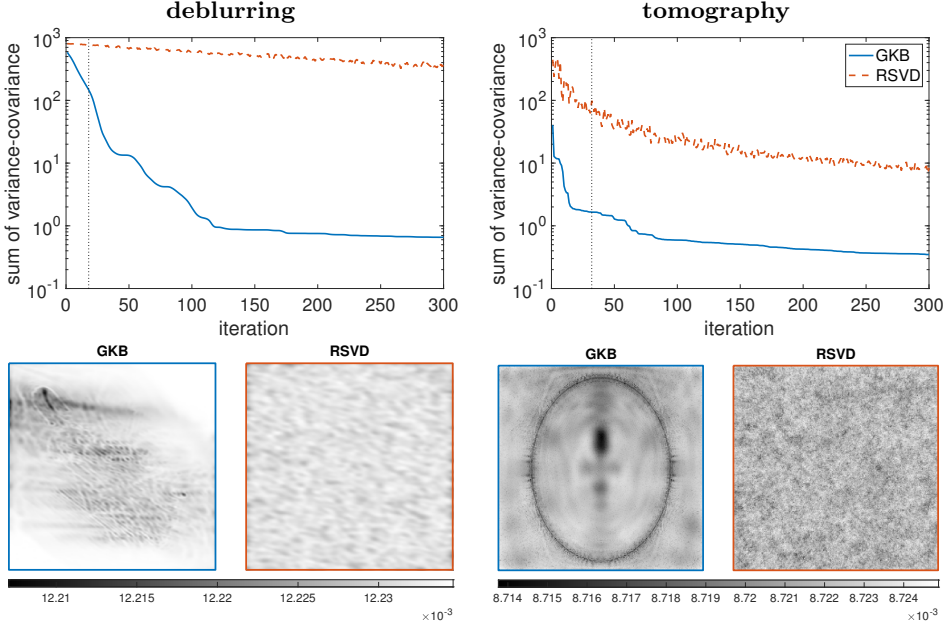 deblurring
10³
10²
10¹
10⁰
10⁻¹
sum of variance-covariance
0 50 100 150 200 250 300
iteration
tomography
GKB
RSVD
10³
10²
10¹
10⁰
10⁻¹
sum of variance-covariance
0 50 100 150 200 250 300
iteration
GKB RSVD
12.21 12.215 12.22 12.225 12.23
×10⁻³
GKB RSVD
8.714 8.715 8.716 8.717 8.718 8.719 8.72 8.721 8.722 8.723 8.724
×10⁻³